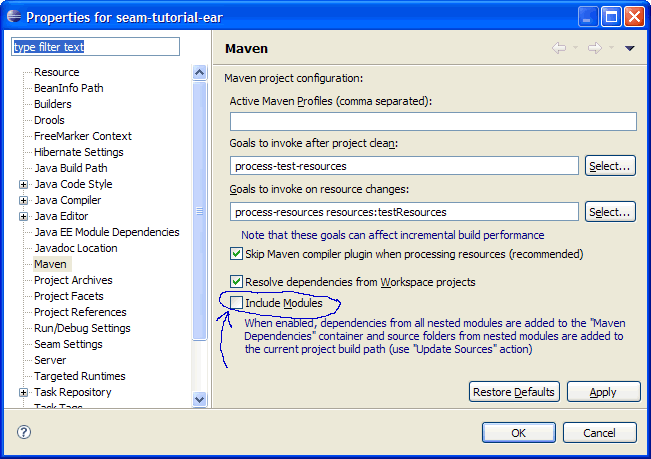 Properties for seam-tutorial-ear
type filter text
Resource
BeanInfo Path
Builders
Drools
FreeMarker Context
Hibernate Settings
Java Build Path
Java Code Style
Java Compiler
Java Editor
Java EE Module Dependencies
Javadoc Location
Maven
Project Archives
Project Facets
Project References
Run/Debug Settings
Seam Settings
Server
Targeted Runtimes
Task Repository
Task Tags
Maven
Maven project configuration:
Active Maven Profiles (comma separated):
Goals to invoke after project clean:
process-test-resources
Select...
Goals to invoke on resource changes:
process-resources resources:testResources
Select...
Note that these goals can affect incremental build performance
Skip Maven compiler plugin when processing resources (recommended)
Resolve dependencies from Workspace projects
Include Modules
When enabled, dependencies from all nested modules are added to the "Maven
Dependencies" container and source folders from nested modules are added to
the current project build path (use "Update Sources" action)
Restore Defaults
Apply
OK
Cancel